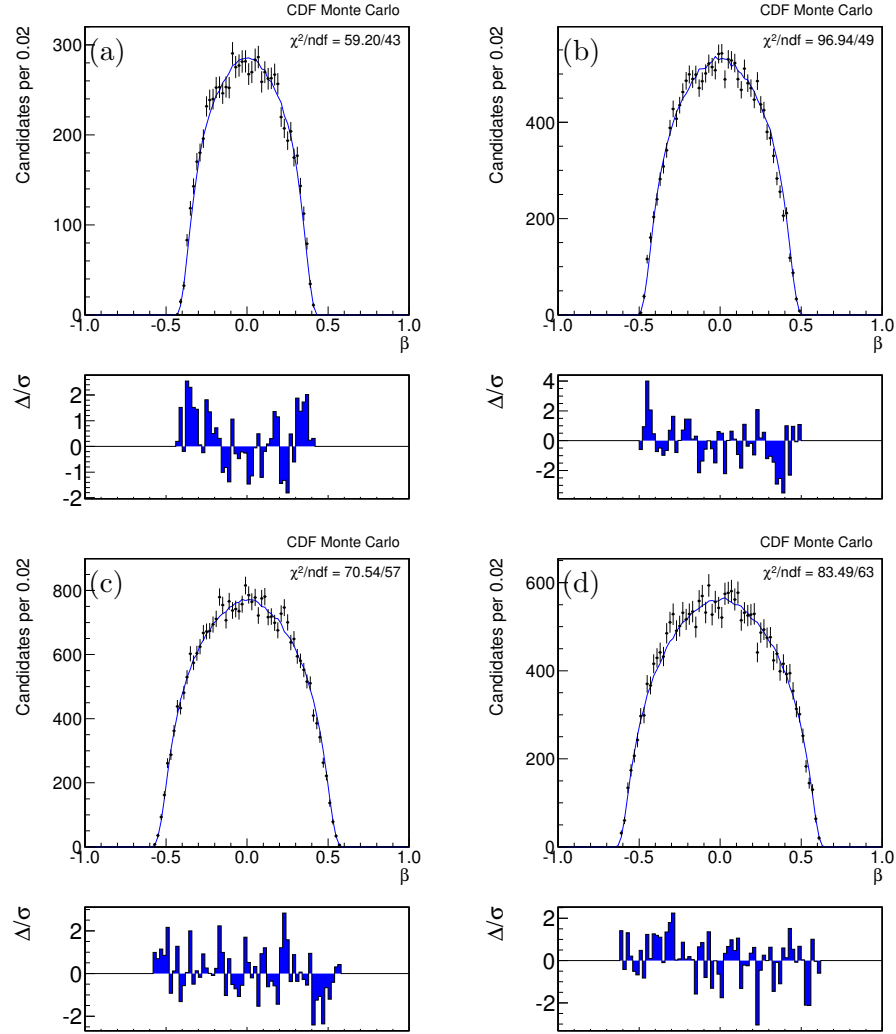 CDF Monte Carlo
(a)
χ²/ndf = 59.20/43
Candidates per 0.02
300
200
100
0
-1.0 -0.5 0.0 0.5 1.0
β
Δ/σ
2
1
0
-1
-2
CDF Monte Carlo
(b)
χ²/ndf = 96.94/49
Candidates per 0.02
400
200
0
-1.0 -0.5 0.0 0.5 1.0
β
Δ/σ
4
2
0
-2
CDF Monte Carlo
(c)
χ²/ndf = 70.54/57
Candidates per 0.02
800
600
400
200
0
-1.0 -0.5 0.0 0.5 1.0
β
Δ/σ
2
0
-2
CDF Monte Carlo
(d)
χ²/ndf = 83.49/63
Candidates per 0.02
600
400
200
0
-1.0 -0.5 0.0 0.5 1.0
β
Δ/σ
2
0
-2